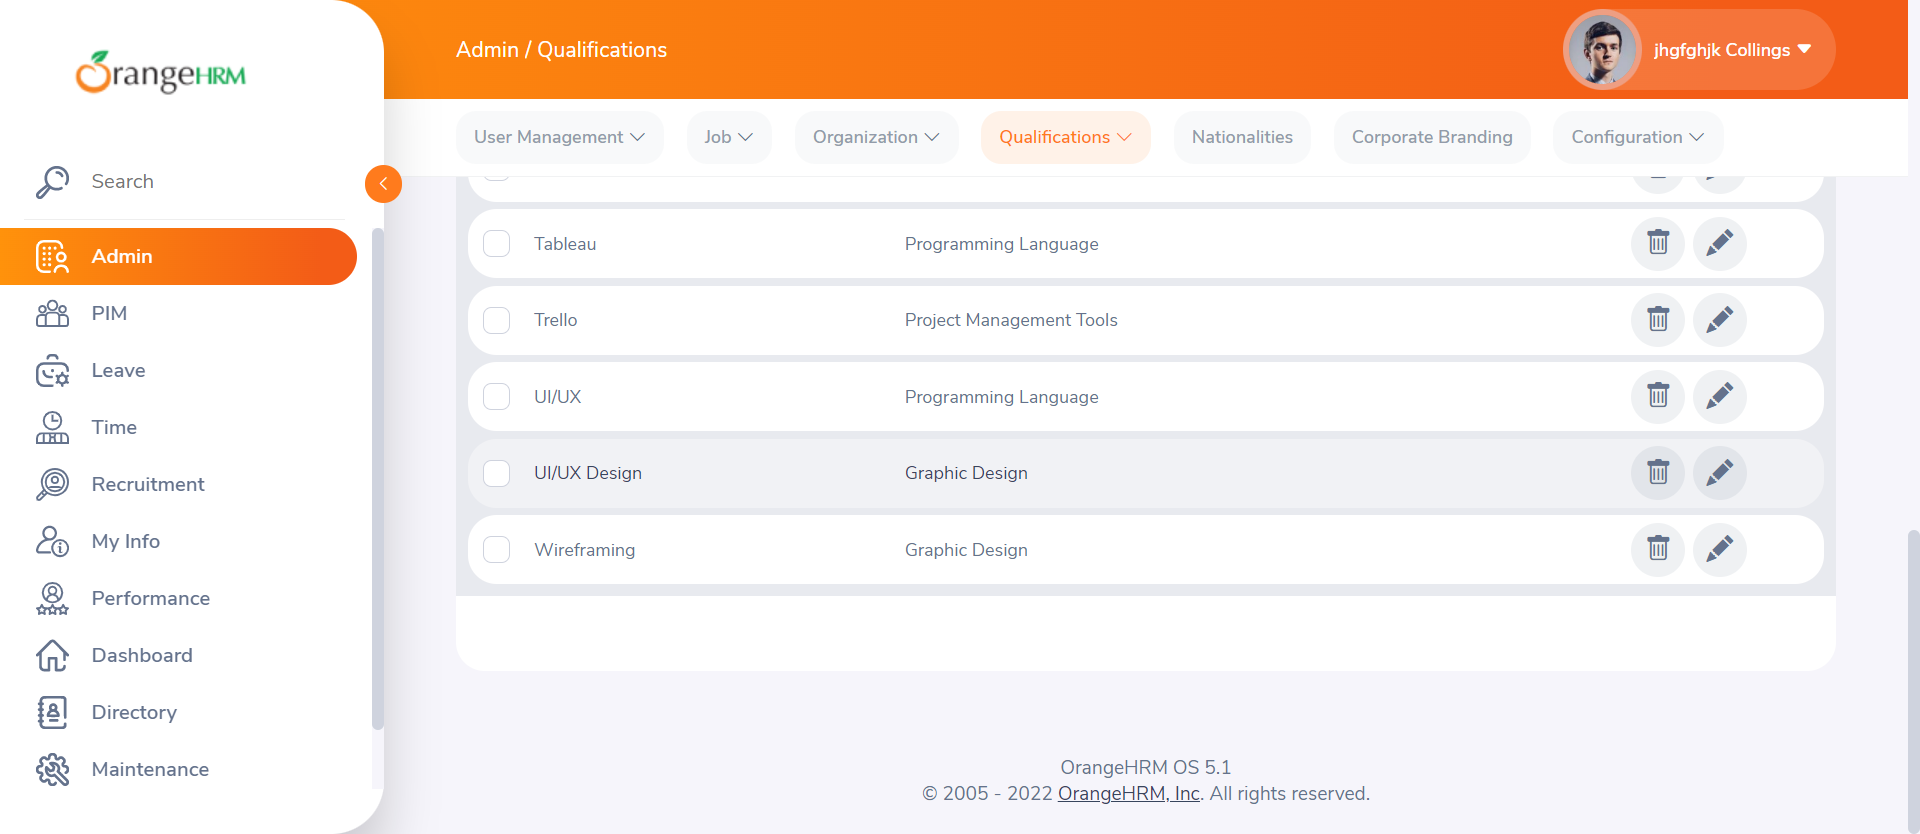 OrangeHRM
Admin / Qualifications
jhgfghjk Collings
User Management
Job
Organization
Qualifications
Nationalities
Corporate Branding
Configuration
Search
Admin
PIM
Leave
Time
Recruitment
My Info
Performance
Dashboard
Directory
Maintenance
Tableau Programming Language
Trello Project Management Tools
UI/UX Programming Language
UI/UX Design Graphic Design
Wireframing Graphic Design
OrangeHRM OS 5.1
© 2005 - 2022 OrangeHRM, Inc. All rights reserved.